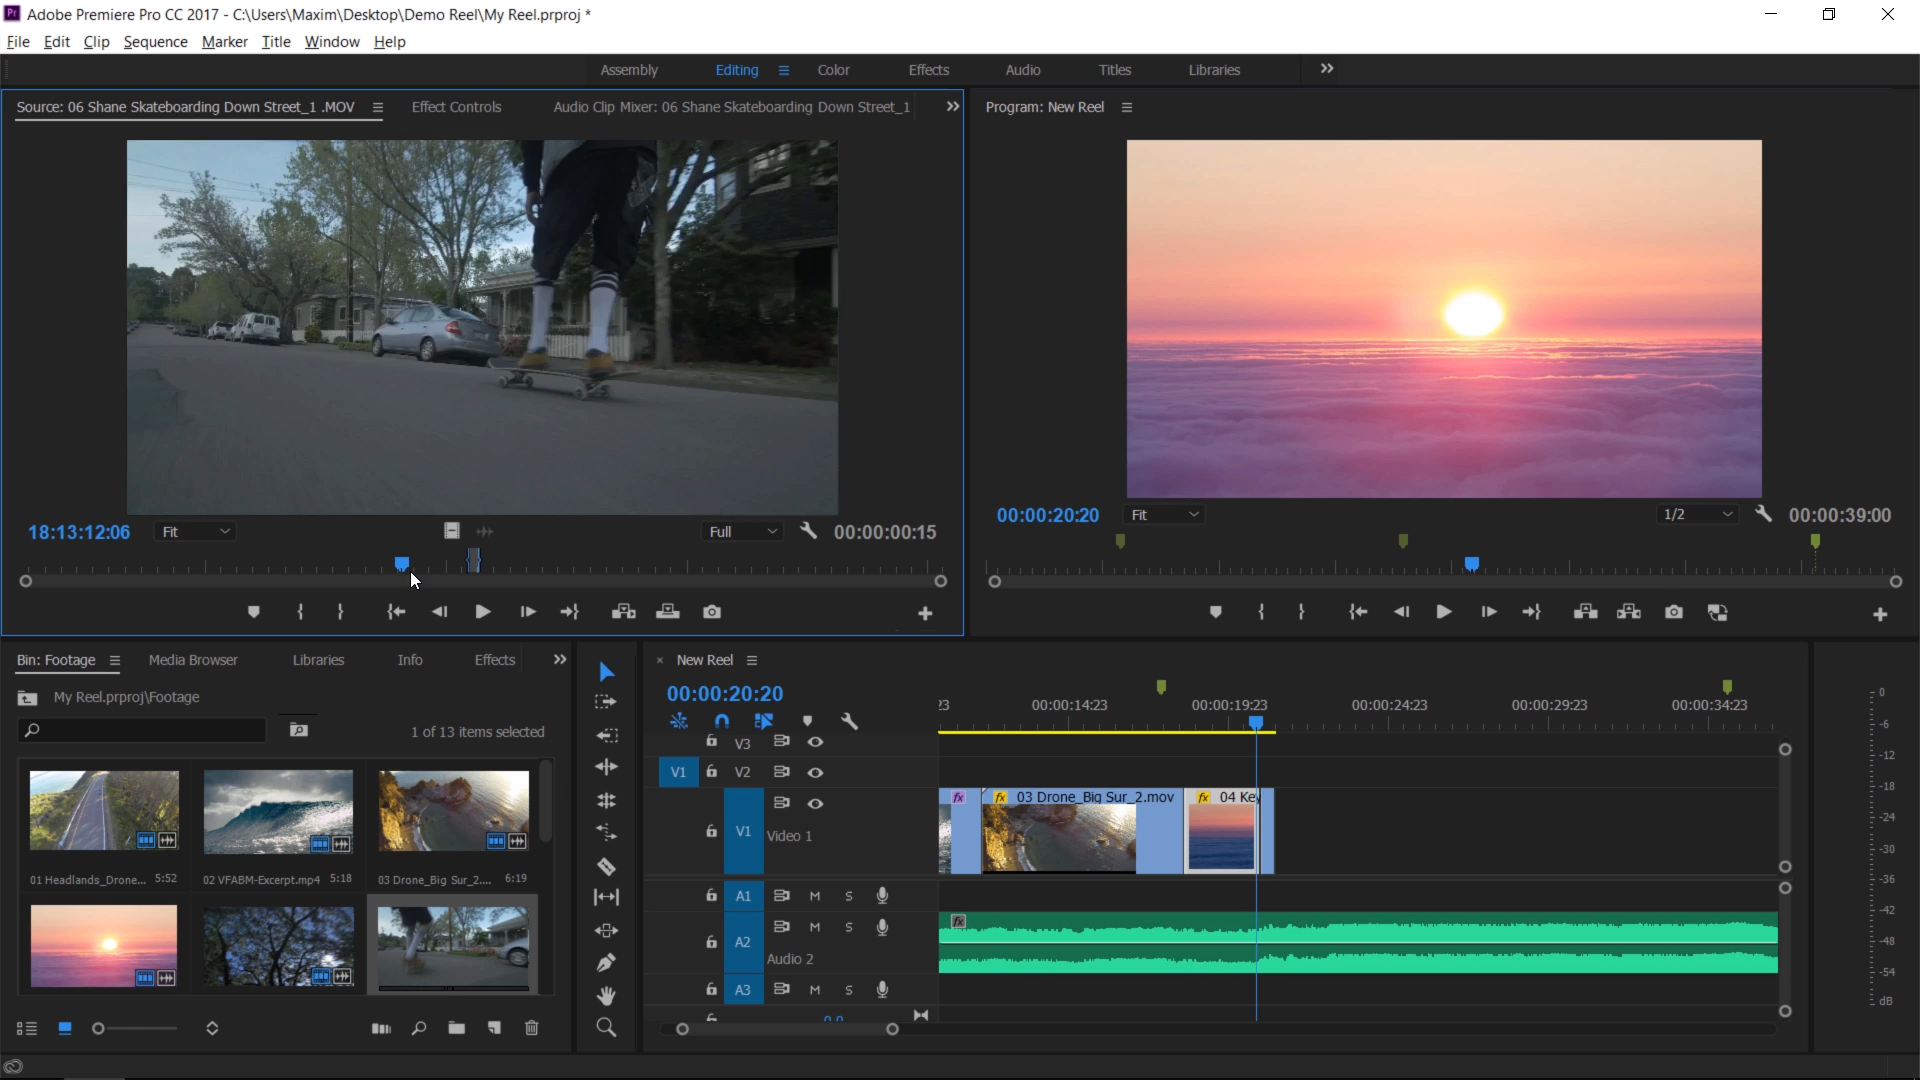 Adobe Premiere Pro CC 2017 - C:\Users\Maxim\Desktop\Demo Reel\My Reel.prproj *
File Edit Clip Sequence Marker Title Window Help
Assembly Editing Color Effects Audio Titles Libraries
Source: 06 Shane Skateboarding Down Street_1 .MOV Effect Controls Audio Clip Mixer: 06 Shane Skateboarding Down Street_1
Program: New Reel
18:13:12:06 Fit Full 00:00:00:15
00:00:20:20 Fit 1/2 00:00:39:00
Bin: Footage Media Browser Libraries Info Effects
My Reel.prproj\Footage
1 of 13 items selected
01 Headlands_Drone... 5:52
02 VFABM-Excerpt.mp4 5:18
03 Drone_Big Sur_2.... 6:19
× New Reel
00:00:20:20
23 00:00:14:23 00:00:19:23 00:00:24:23 00:00:29:23 00:00:34:23
V3
V1 V2
fx fx 03 Drone_Big Sur_2.mov fx 04 Key
V1 Video 1
A1 M S
fx
A2 M S
Audio 2
A3 M S
0
-6
-12
-18
-24
-30
-36
-42
-48
-54
dB